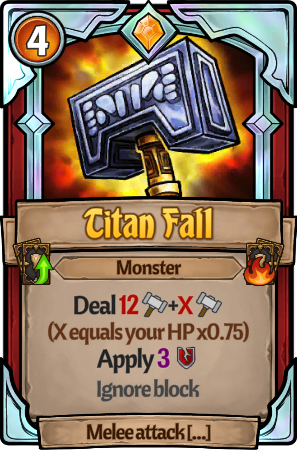 4
Titan Fall
Monster
Deal 12 +X
(X equals your HP x0.75)
Apply 3
Ignore block
Melee attack [...]